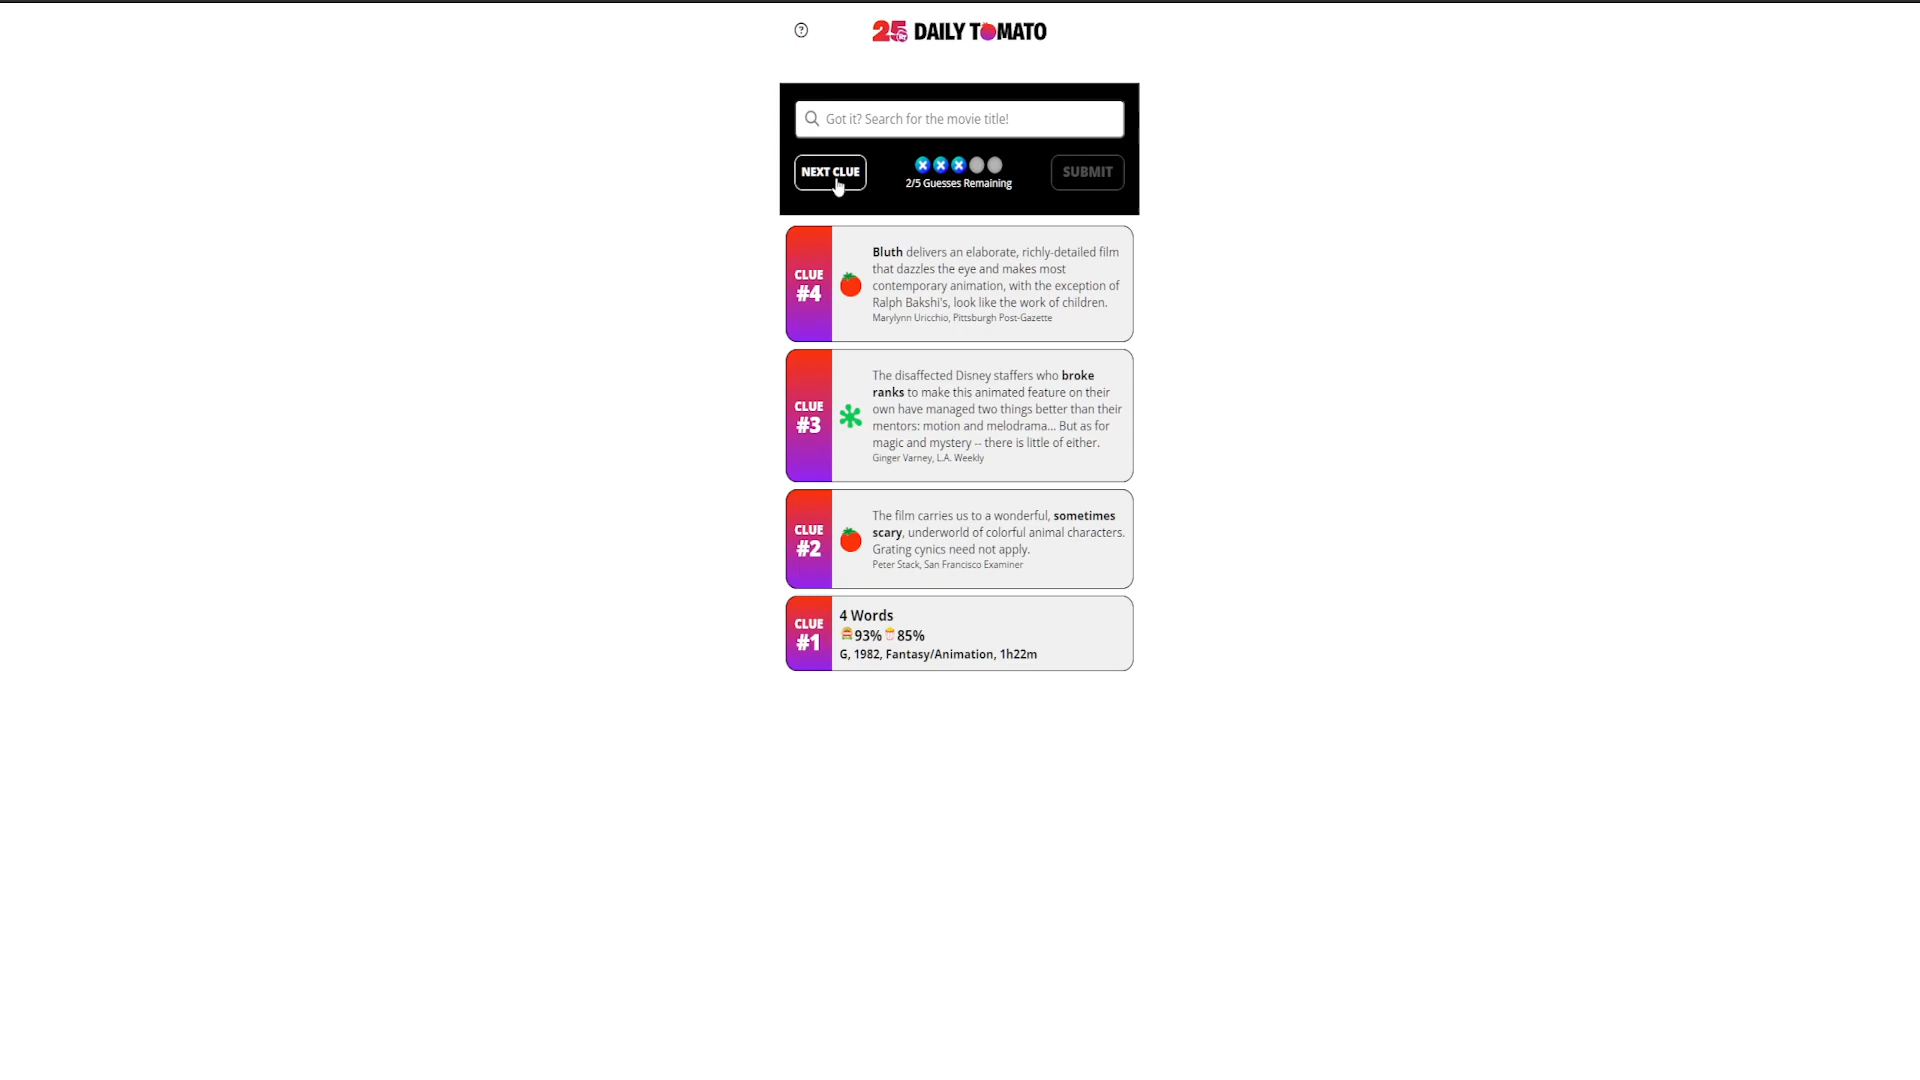 25 DAILY TOMATO
Got it? Search for the movie title!
NEXT CLUE
2/5 Guesses Remaining
SUBMIT
CLUE
#4
Bluth delivers an elaborate, richly-detailed film
that dazzles the eye and makes most
contemporary animation, with the exception of
Ralph Bakshi's, look like the work of children.
Marylynn Uricchio, Pittsburgh Post-Gazette
CLUE
#3
The disaffected Disney staffers who broke
ranks to make this animated feature on their
own have managed two things better than their
mentors: motion and melodrama... But as for
magic and mystery -- there is little of either.
Ginger Varney, L.A. Weekly
CLUE
#2
The film carries us to a wonderful, sometimes
scary, underworld of colorful animal characters.
Grating cynics need not apply.
Peter Stack, San Francisco Examiner
CLUE
#1
4 Words
93% 85%
G, 1982, Fantasy/Animation, 1h22m